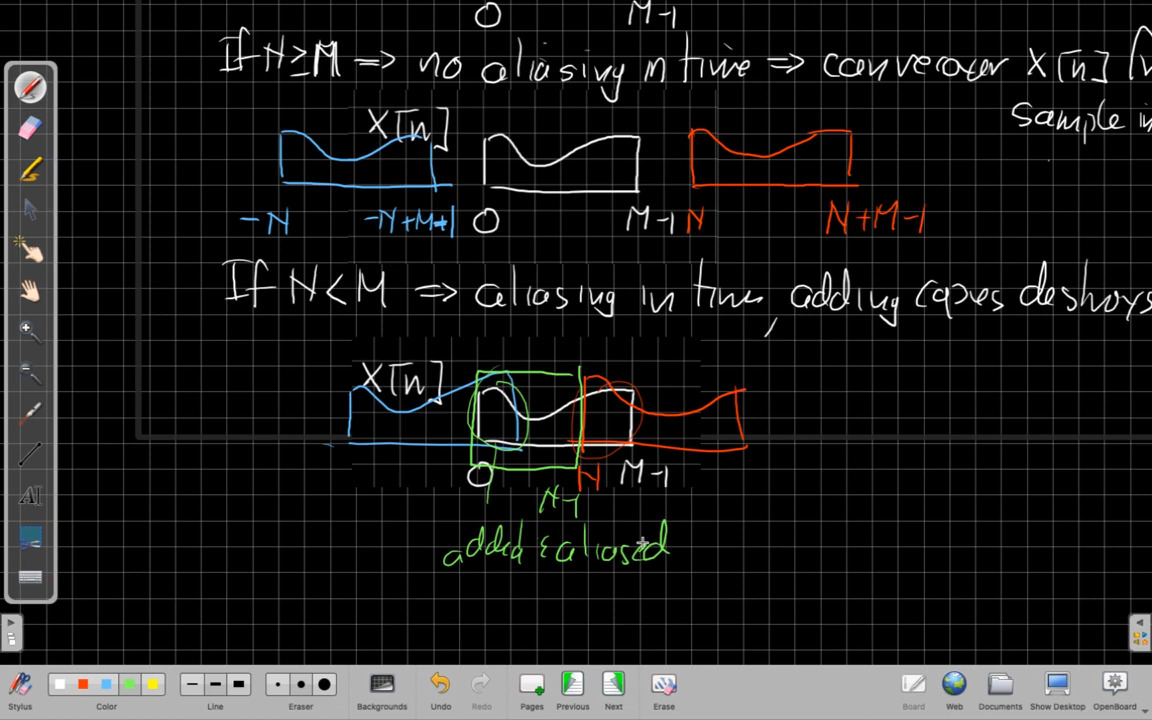 0 M-1
If N≥M => no aliasing in time => can recover X[n]
sample in
X[n]
-N -N+M+1 0 M-1 N N+M-1
If N<M => aliasing in time, adding copies destroys
X[n]
0 N M-1
N-1
added & aliased
Stylus Color Line Eraser Backgrounds Undo Redo Pages Previous Next Erase Board Web Documents Show Desktop OpenBoard